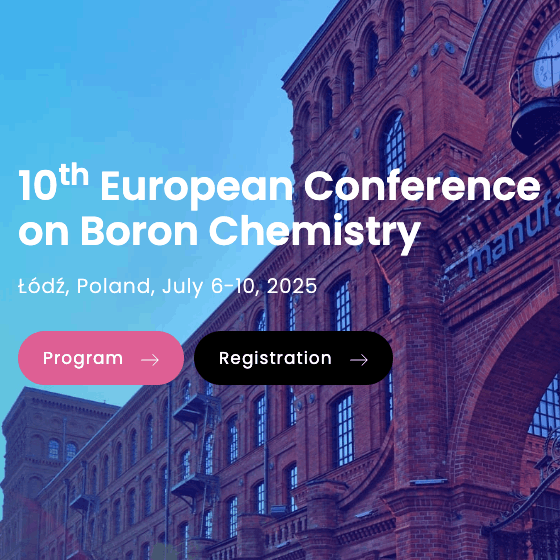 10th European Conference
on Boron Chemistry
Łódź, Poland, July 6-10, 2025
Program
Registration